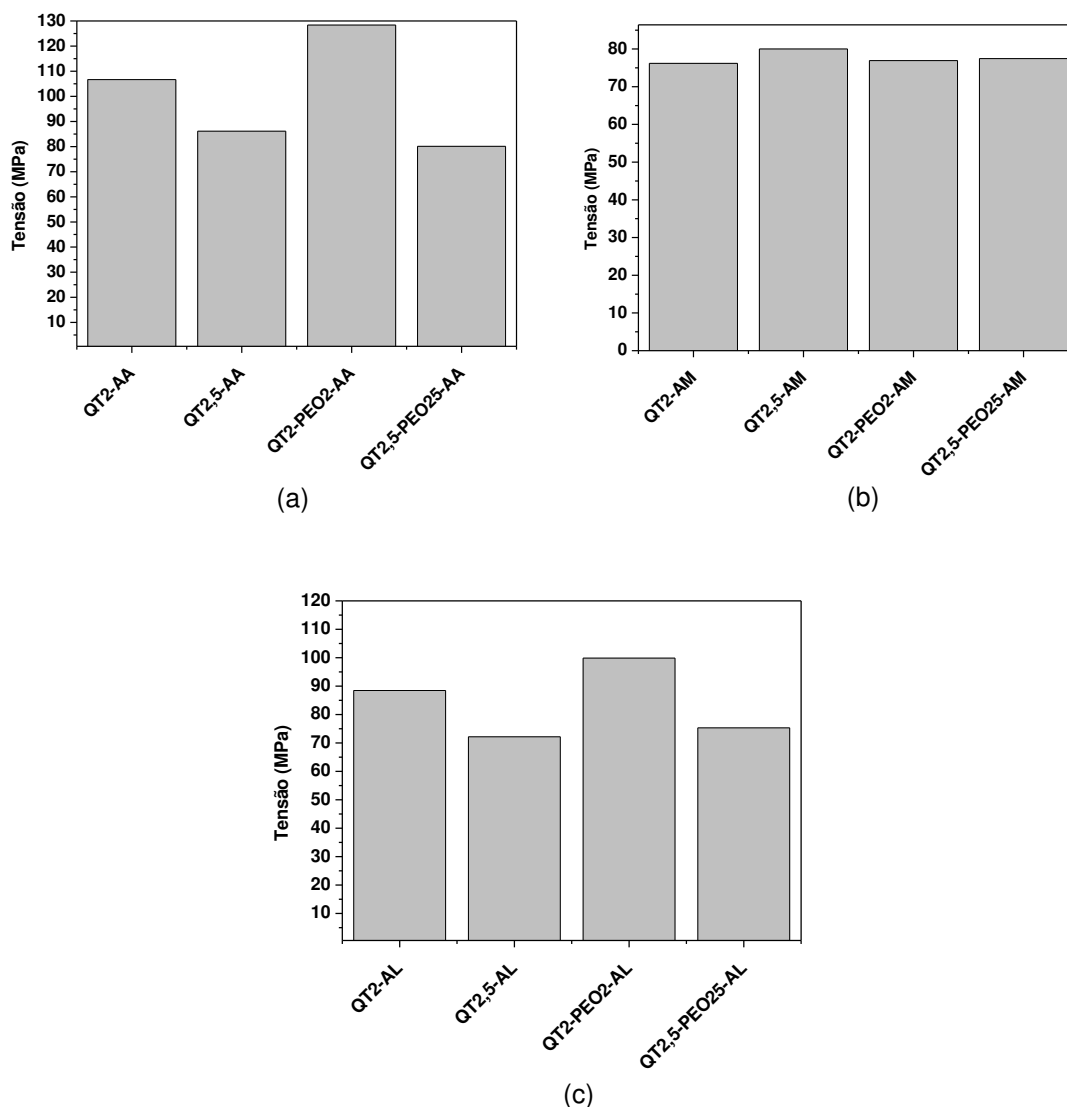 130
120
110
100
90
80
70
60
50
40
30
20
10
Tensão (MPa)
QT2-AA
QT2,5-AA
QT2-PEO2-AA
QT2,5-PEO25-AA
(a)
80
70
60
50
40
30
20
10
0
Tensão (MPa)
QT2-AM
QT2,5-AM
QT2-PEO2-AM
QT2,5-PEO25-AM
(b)
120
110
100
90
80
70
60
50
40
30
20
10
Tensão (MPa)
QT2-AL
QT2,5-AL
QT2-PEO2-AL
QT2,5-PEO25-AL
(c)